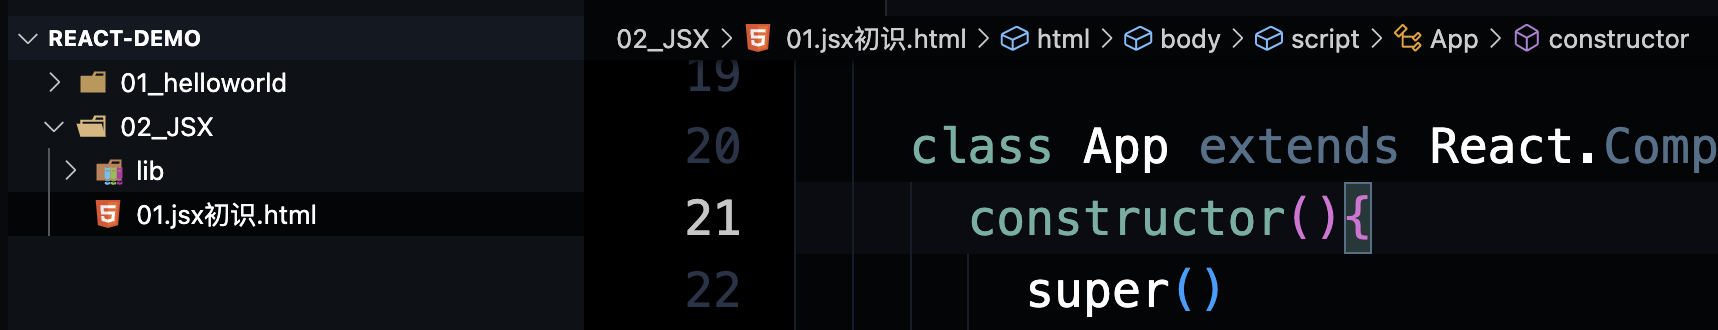 REACT-DEMO
01_helloworld
02_JSX
lib
01.jsx初识.html
02_JSX > 01.jsx初识.html > html > body > script > App > constructor
19
20 class App extends React.Comp
21 constructor(){
22 super()